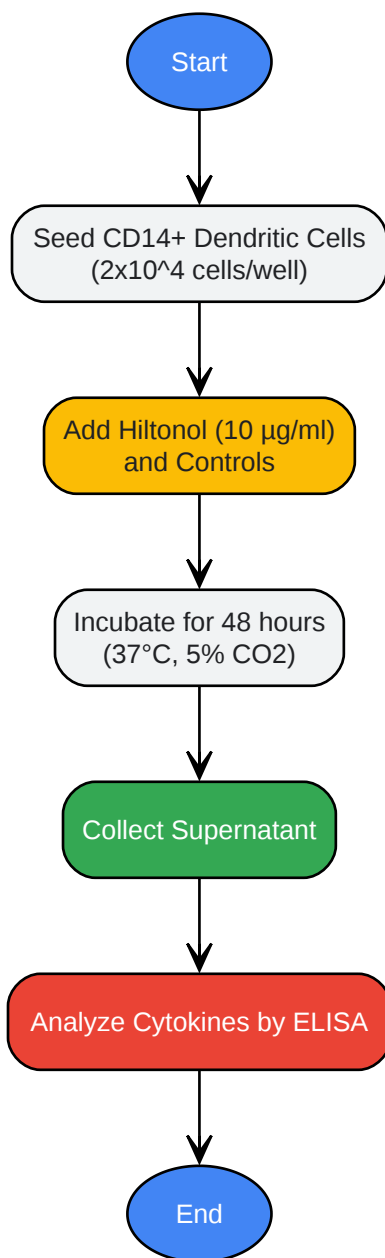 Start
Seed CD14+ Dendritic Cells
(2x10^4 cells/well)
Add Hiltonol (10 µg/ml)
and Controls
Incubate for 48 hours
(37°C, 5% CO2)
Collect Supernatant
Analyze Cytokines by ELISA
End